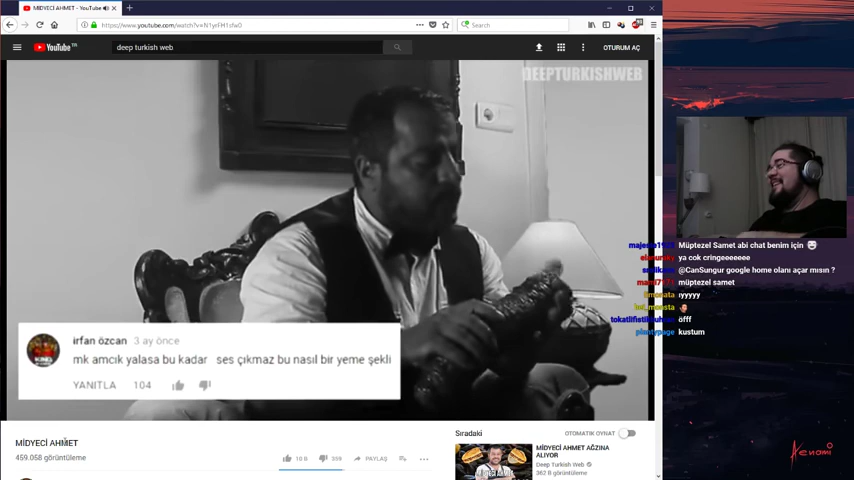 MİDYECİ AHMET - YouTube
https://www.youtube.com/watch?v=N1yeFH1sfw0
Search
YouTube TR
deep turkish web
OTURUM AÇ
DEEPTURKISHWEB
irfan özcan 3 ay önce
mk amcık yalasa bu kadar ses çıkmaz bu nasıl bir yeme şekli
YANITLA 104
MİDYECİ AHMET
459.058 görüntüleme
10 B
359
PAYLAŞ
Sıradaki
OTOMATİK OYNAT
MİDYECİ AHMET AĞZINA
ALIYOR
Deep Turkish Web
362 B görüntüleme
Müptezel Samet abi chat benim için
ya cok cringeeeeee
@CanSungur google home olanı açar mısın ?
müptezel samet
ıyyyyy
öfff
kustum